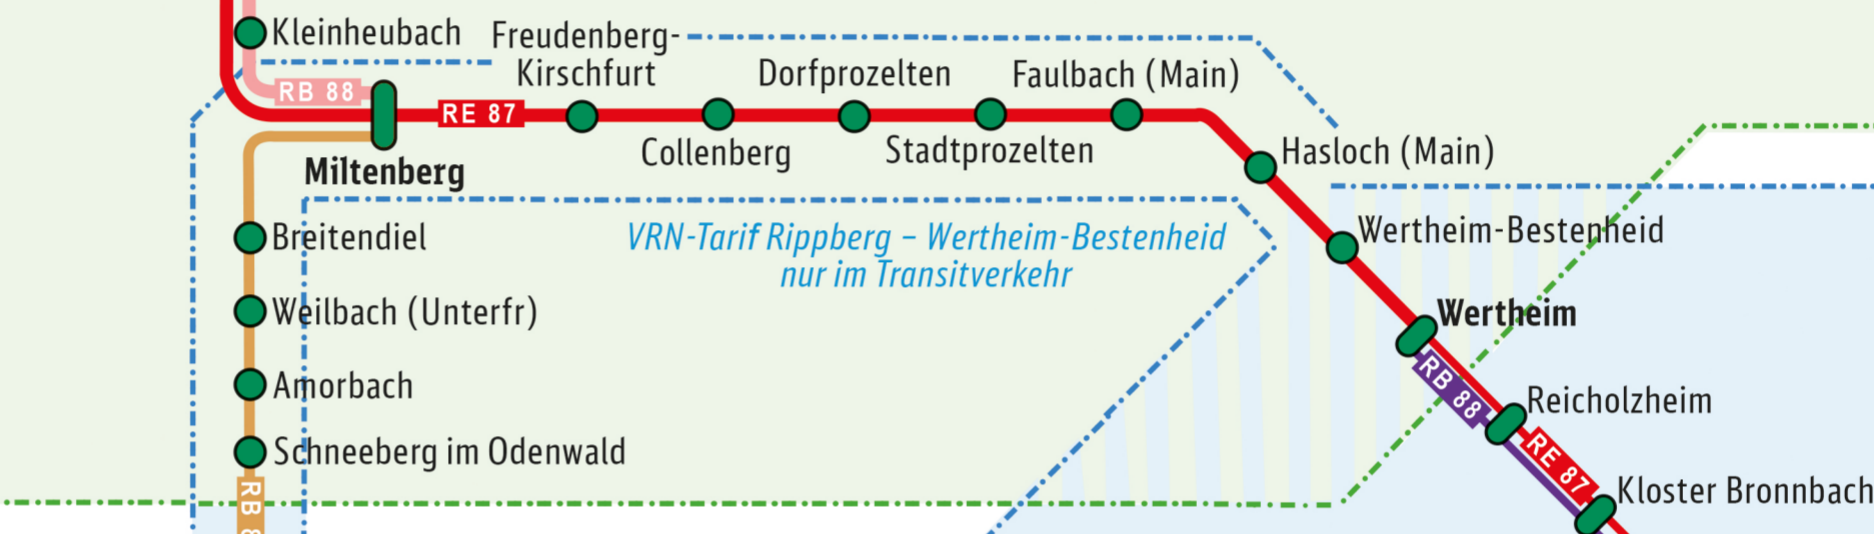 Kleinheubach
Freudenberg-
Kirschfurt
Dorfprozelten
Faulbach (Main)
RB 88
RE 87
Collenberg
Stadtprozelten
Hasloch (Main)
Miltenberg
Breitendiel
VRN-Tarif Rippberg – Wertheim-Bestenheid
nur im Transitverkehr
Wertheim-Bestenheid
Weilbach (Unterfr)
Wertheim
Amorbach
RB 88
Reicholzheim
Schneeberg im Odenwald
RE 87
Kloster Bronnbach
RB